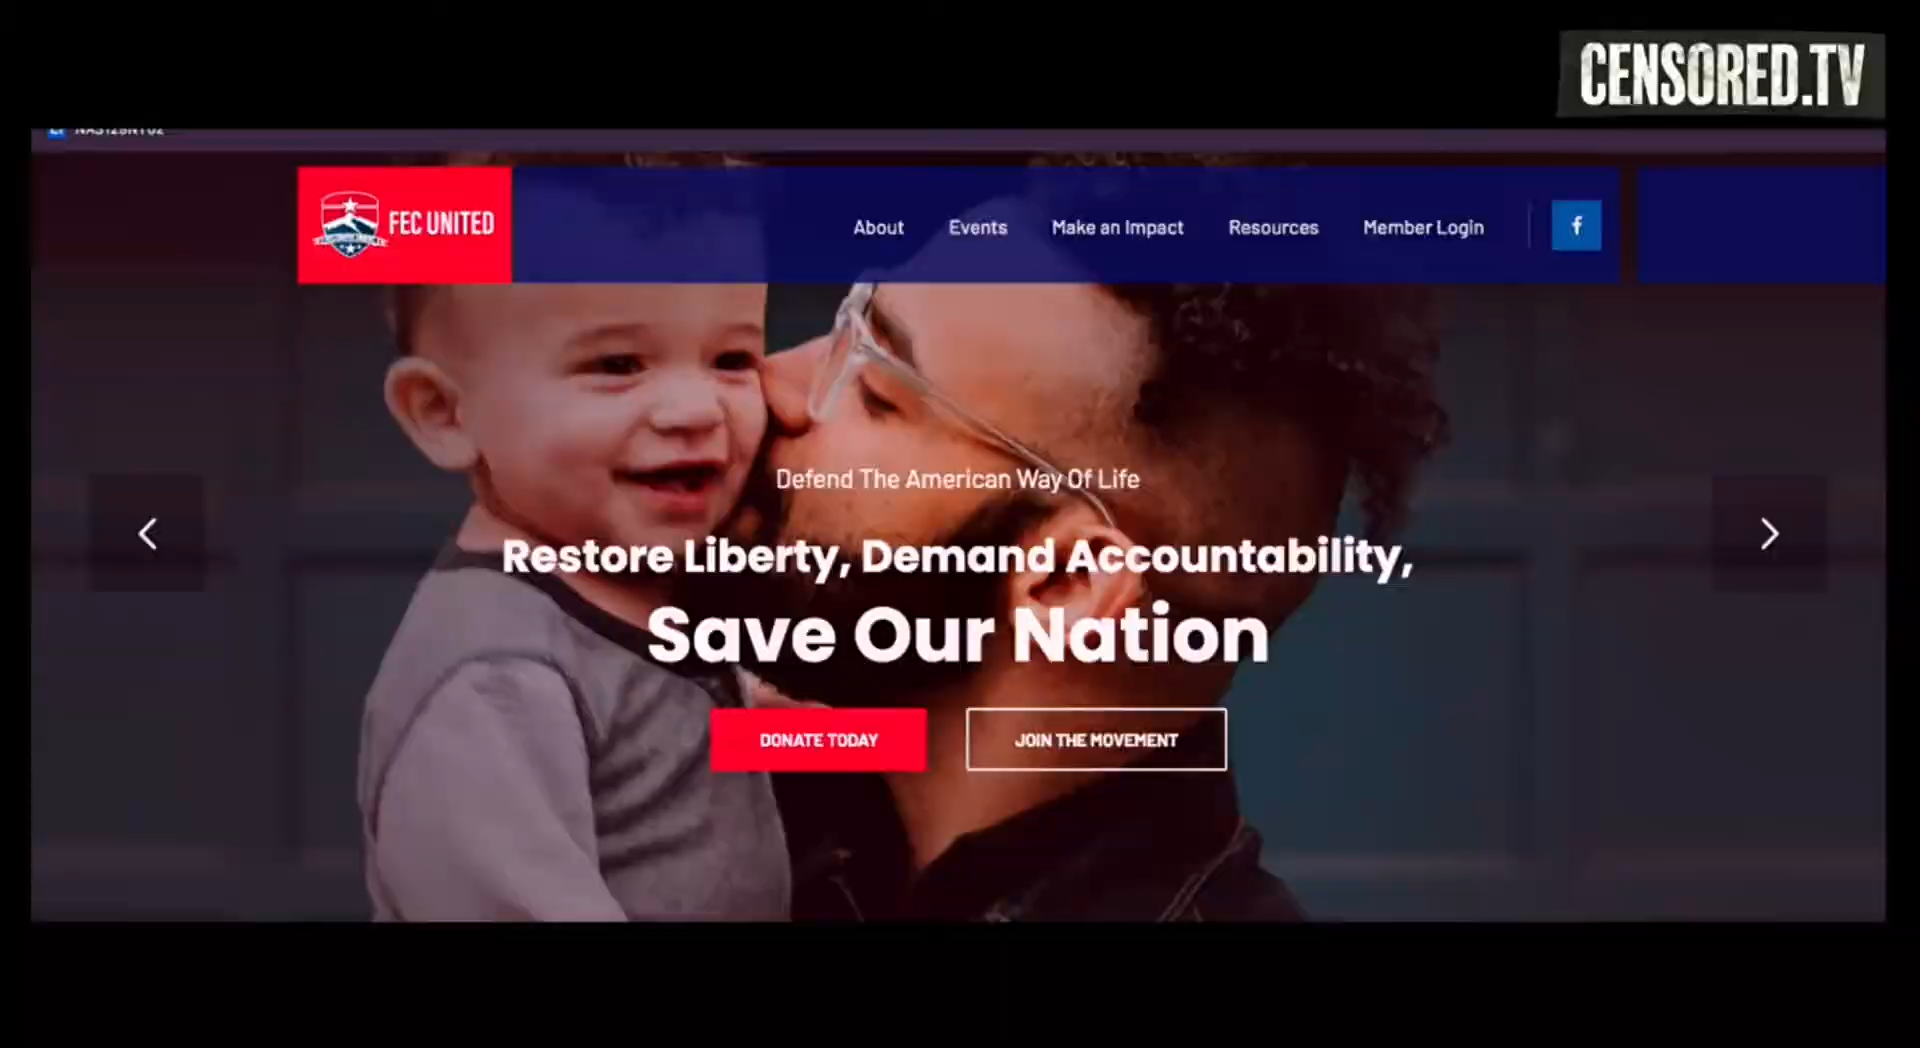 CENSORED.TV
FEC UNITED
About Events Make an Impact Resources Member Login f
Defend The American Way Of Life
Restore Liberty, Demand Accountability,
Save Our Nation
DONATE TODAY JOIN THE MOVEMENT